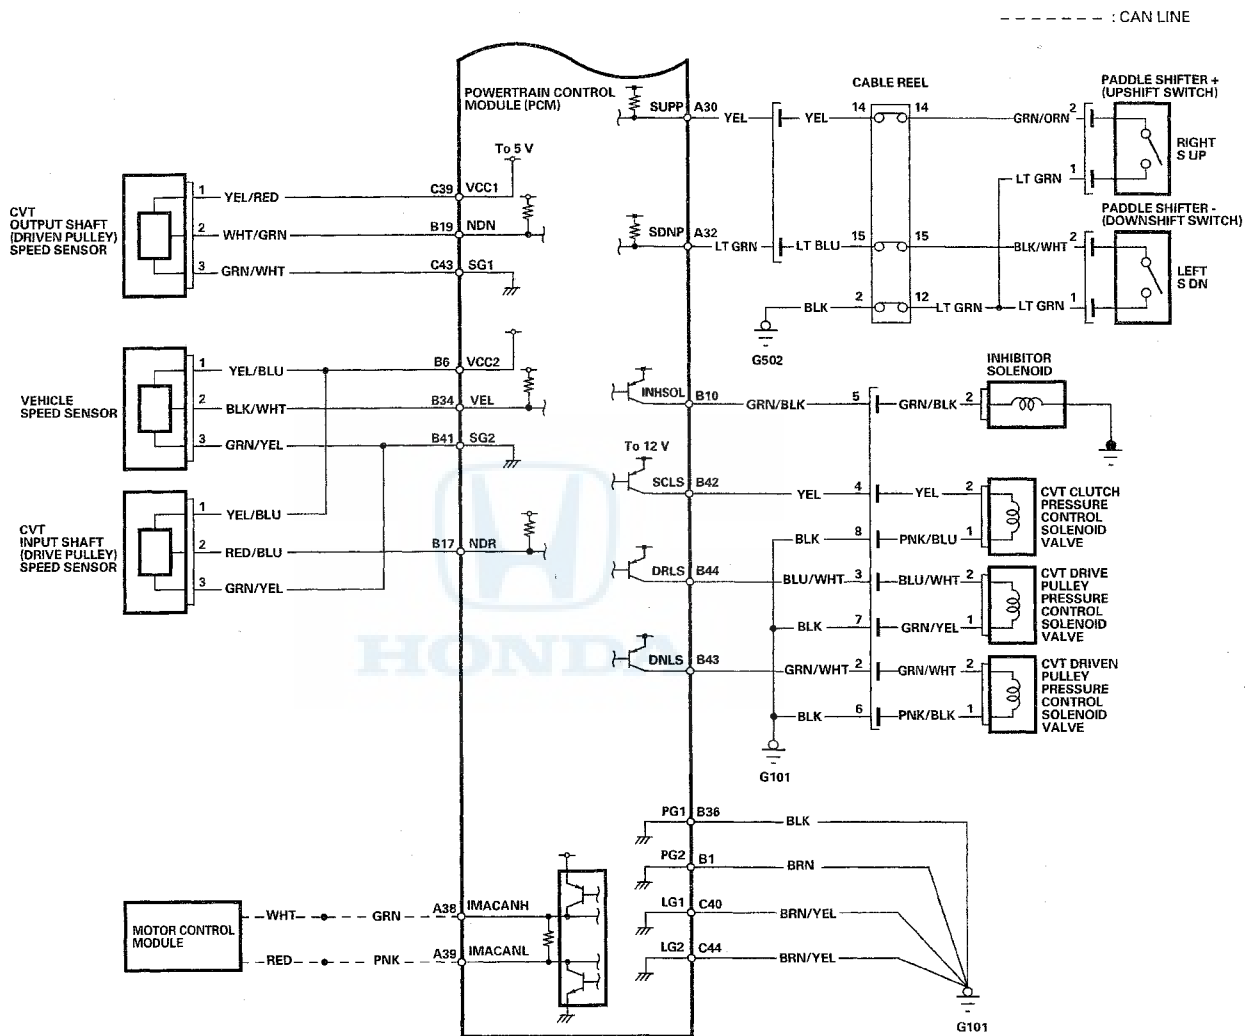 : CAN LINE
POWERTRAIN CONTROL
MODULE (PCM)
SUPP
A30
YEL
YEL
CABLE REEL
14
14
GRN/ORN
2
PADDLE SHIFTER +
(UPSHIFT SWITCH)
RIGHT
S UP
LT GRN
1
To 5 V
CVT
OUTPUT SHAFT
(DRIVEN PULLEY)
SPEED SENSOR
1
YEL/RED
C39
VCC1
2
WHT/GRN
B19
NDN
3
GRN/WHT
C43
SG1
SDNP
A32
LT GRN
LT BLU
15
15
BLK/WHT
2
PADDLE SHIFTER -
(DOWNSHIFT SWITCH)
LEFT
S DN
BLK
2
12
LT GRN
LT GRN
1
G502
VEHICLE
SPEED SENSOR
1
YEL/BLU
B6
VCC2
2
BLK/WHT
B34
VEL
3
GRN/YEL
B41
SG2
INHSOL
B10
GRN/BLK
5
GRN/BLK
2
INHIBITOR
SOLENOID
To 12 V
SCLS
B42
YEL
4
YEL
2
CVT CLUTCH
PRESSURE
CONTROL
SOLENOID
VALVE
BLK
8
PNK/BLU
1
CVT
INPUT SHAFT
(DRIVE PULLEY)
SPEED SENSOR
1
YEL/BLU
2
RED/BLU
B17
NDR
3
GRN/YEL
DRLS
B44
BLU/WHT
3
BLU/WHT
2
CVT DRIVE
PULLEY
PRESSURE
CONTROL
SOLENOID
VALVE
BLK
7
GRN/YEL
1
HONDA
DNLS
B43
GRN/WHT
2
GRN/WHT
2
CVT DRIVEN
PULLEY
PRESSURE
CONTROL
SOLENOID
VALVE
BLK
6
PNK/BLK
1
G101
PG1
B36
BLK
PG2
B1
BRN
LG1
C40
BRN/YEL
LG2
C44
BRN/YEL
G101
MOTOR CONTROL
MODULE
WHT
GRN
A38
IMACANH
RED
PNK
A39
IMACANL